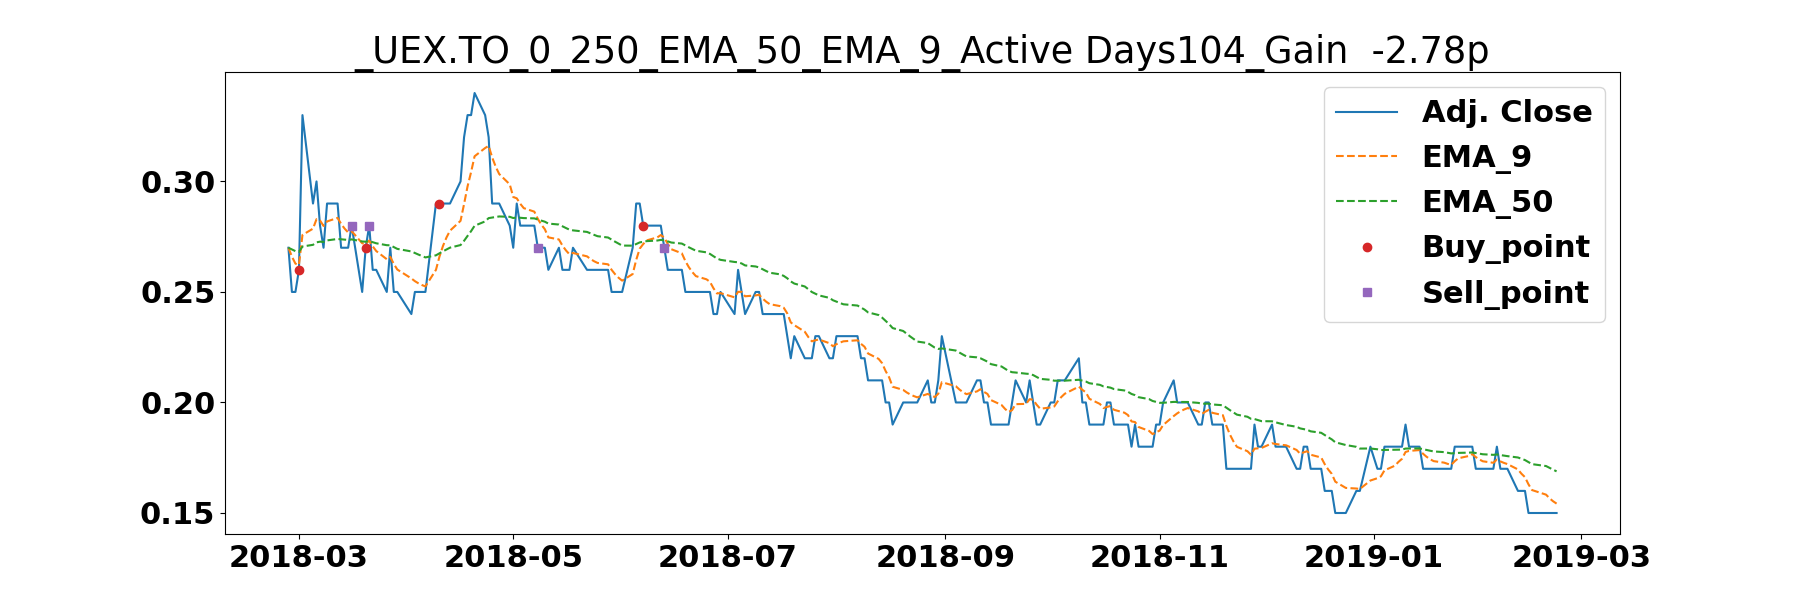 _UEX.TO_0_250_EMA_50_EMA_9_Active Days104_Gain  -2.78p
Adj. Close
EMA_9
EMA_50
Buy_point
Sell_point
0.30
0.25
0.20
0.15
2018-03 2018-05 2018-07 2018-09 2018-11 2019-01 2019-03